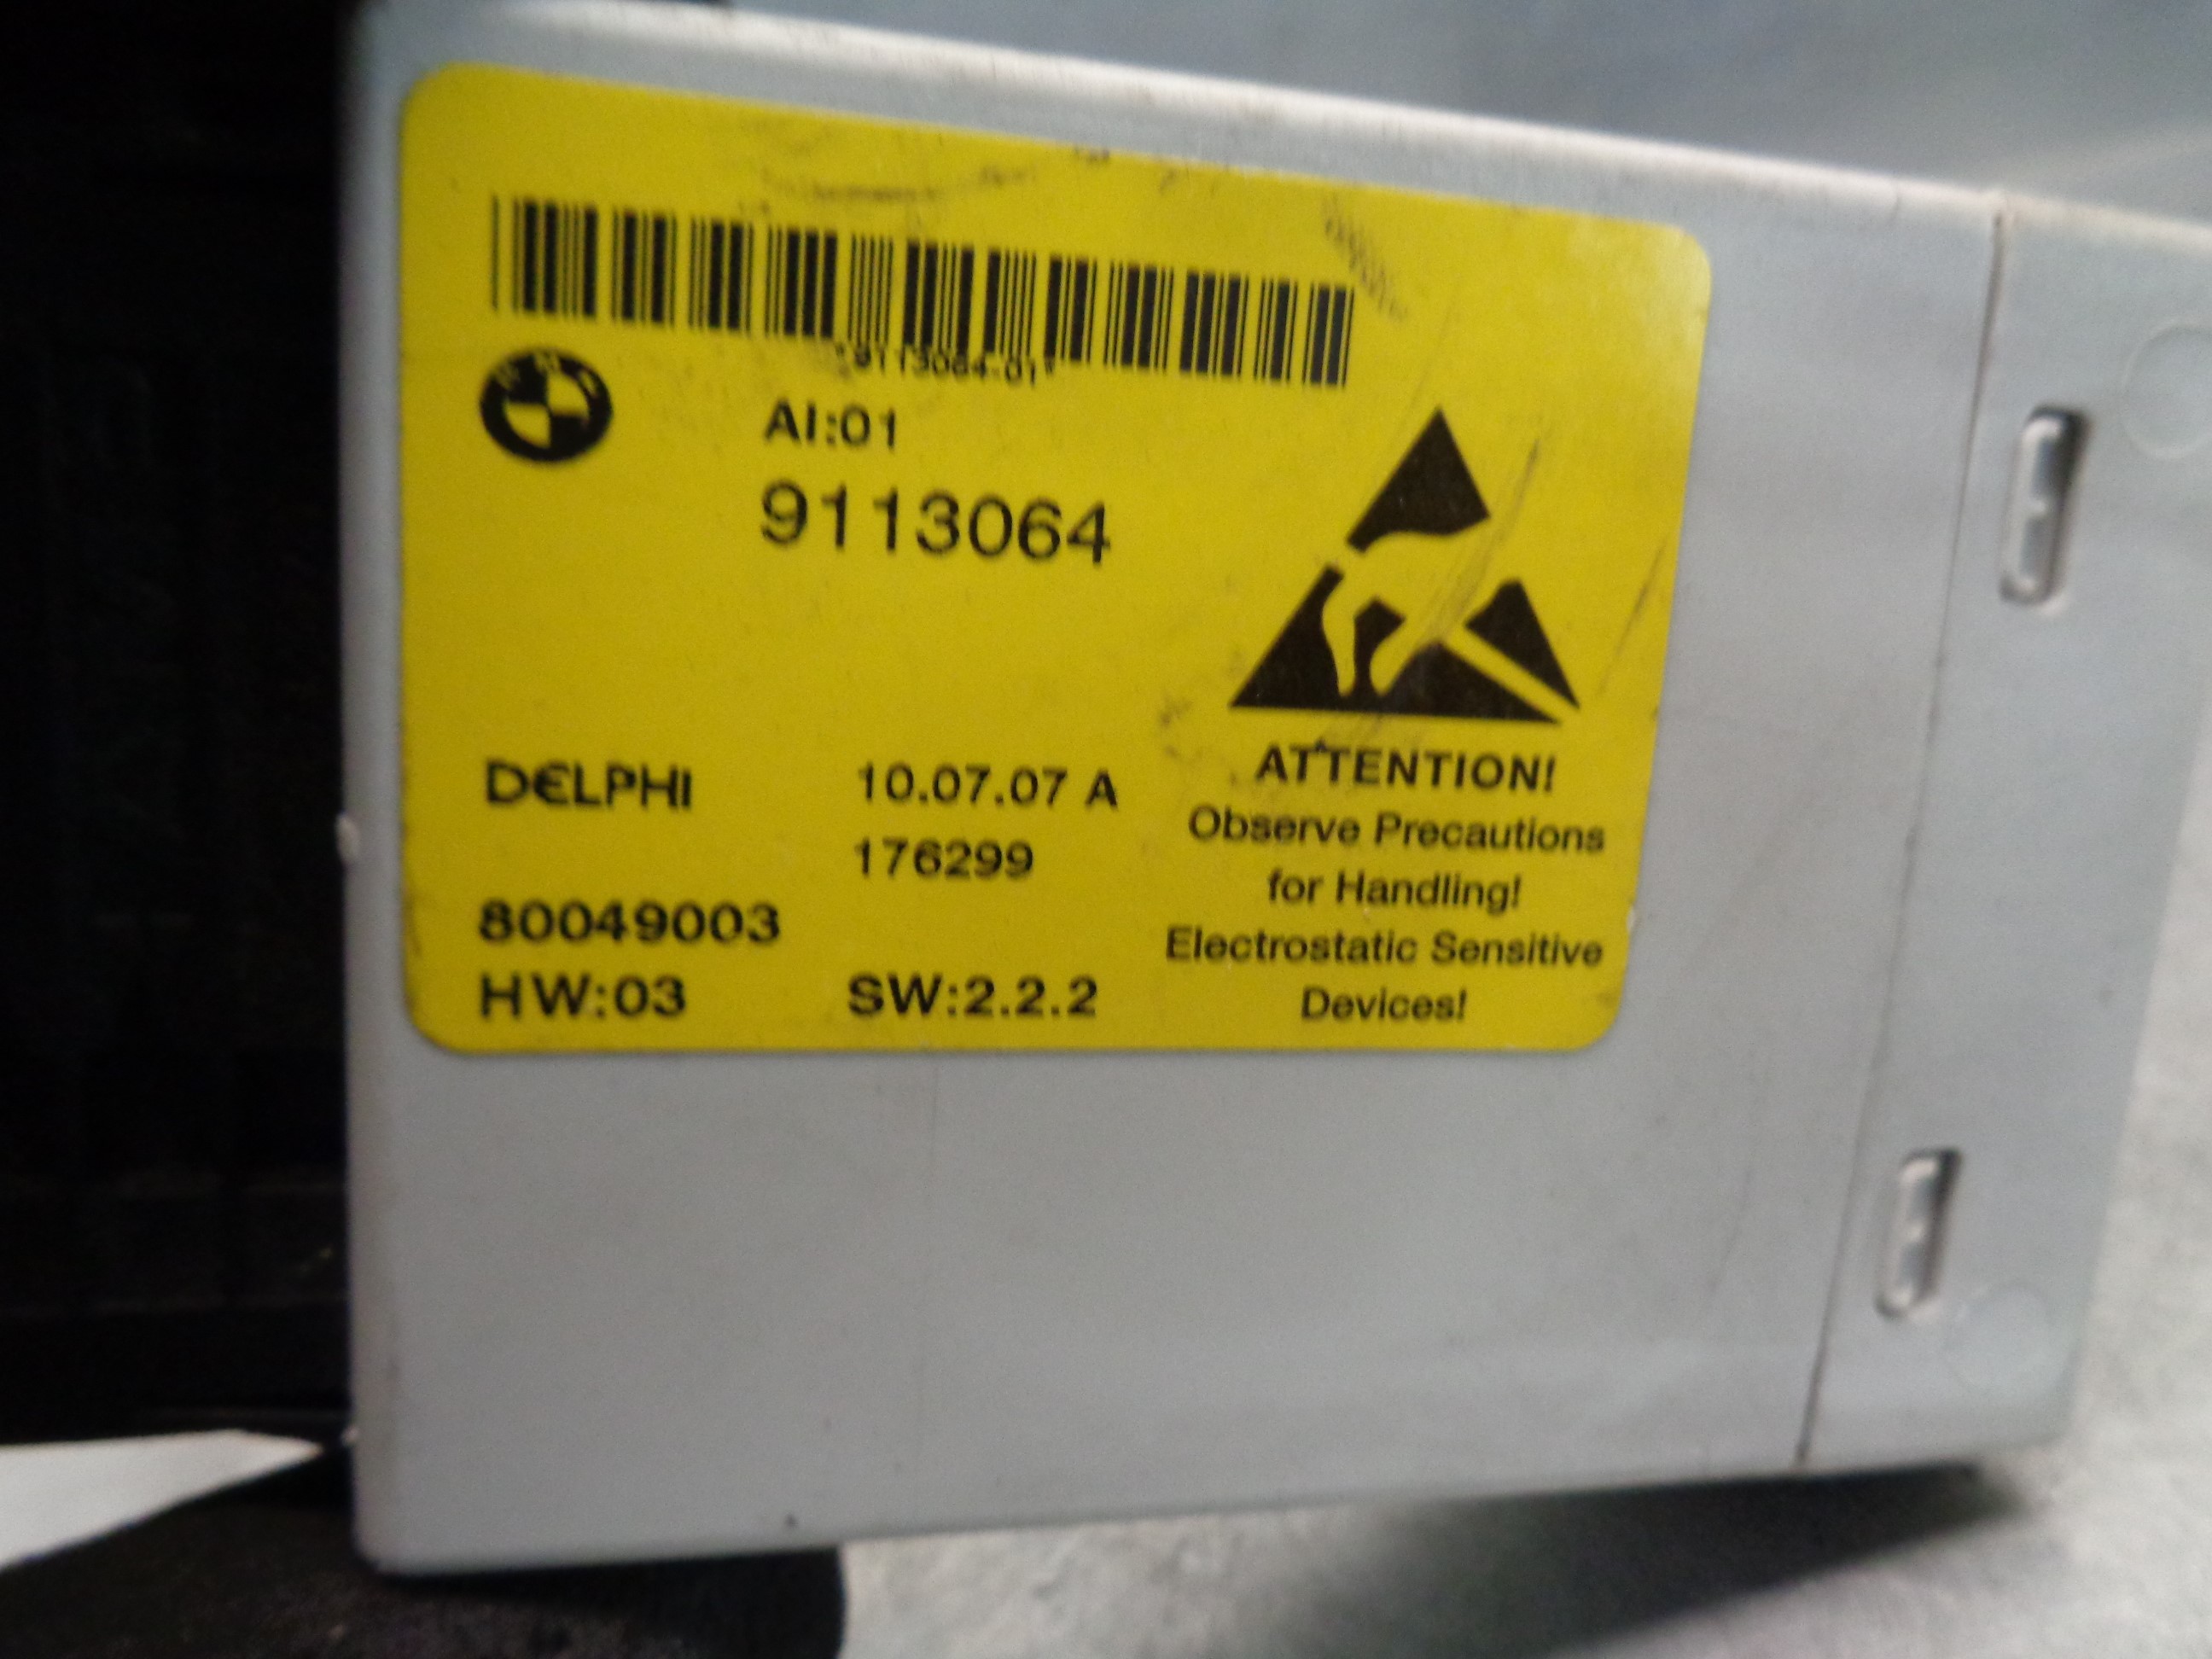 *9113064-01*
BMW
AI:01
9113064
DELPHI
10.07.07 A
176299
80049003
HW:03
SW:2.2.2
ATTENTION!
Observe Precautions
for Handling!
Electrostatic Sensitive
Devices!